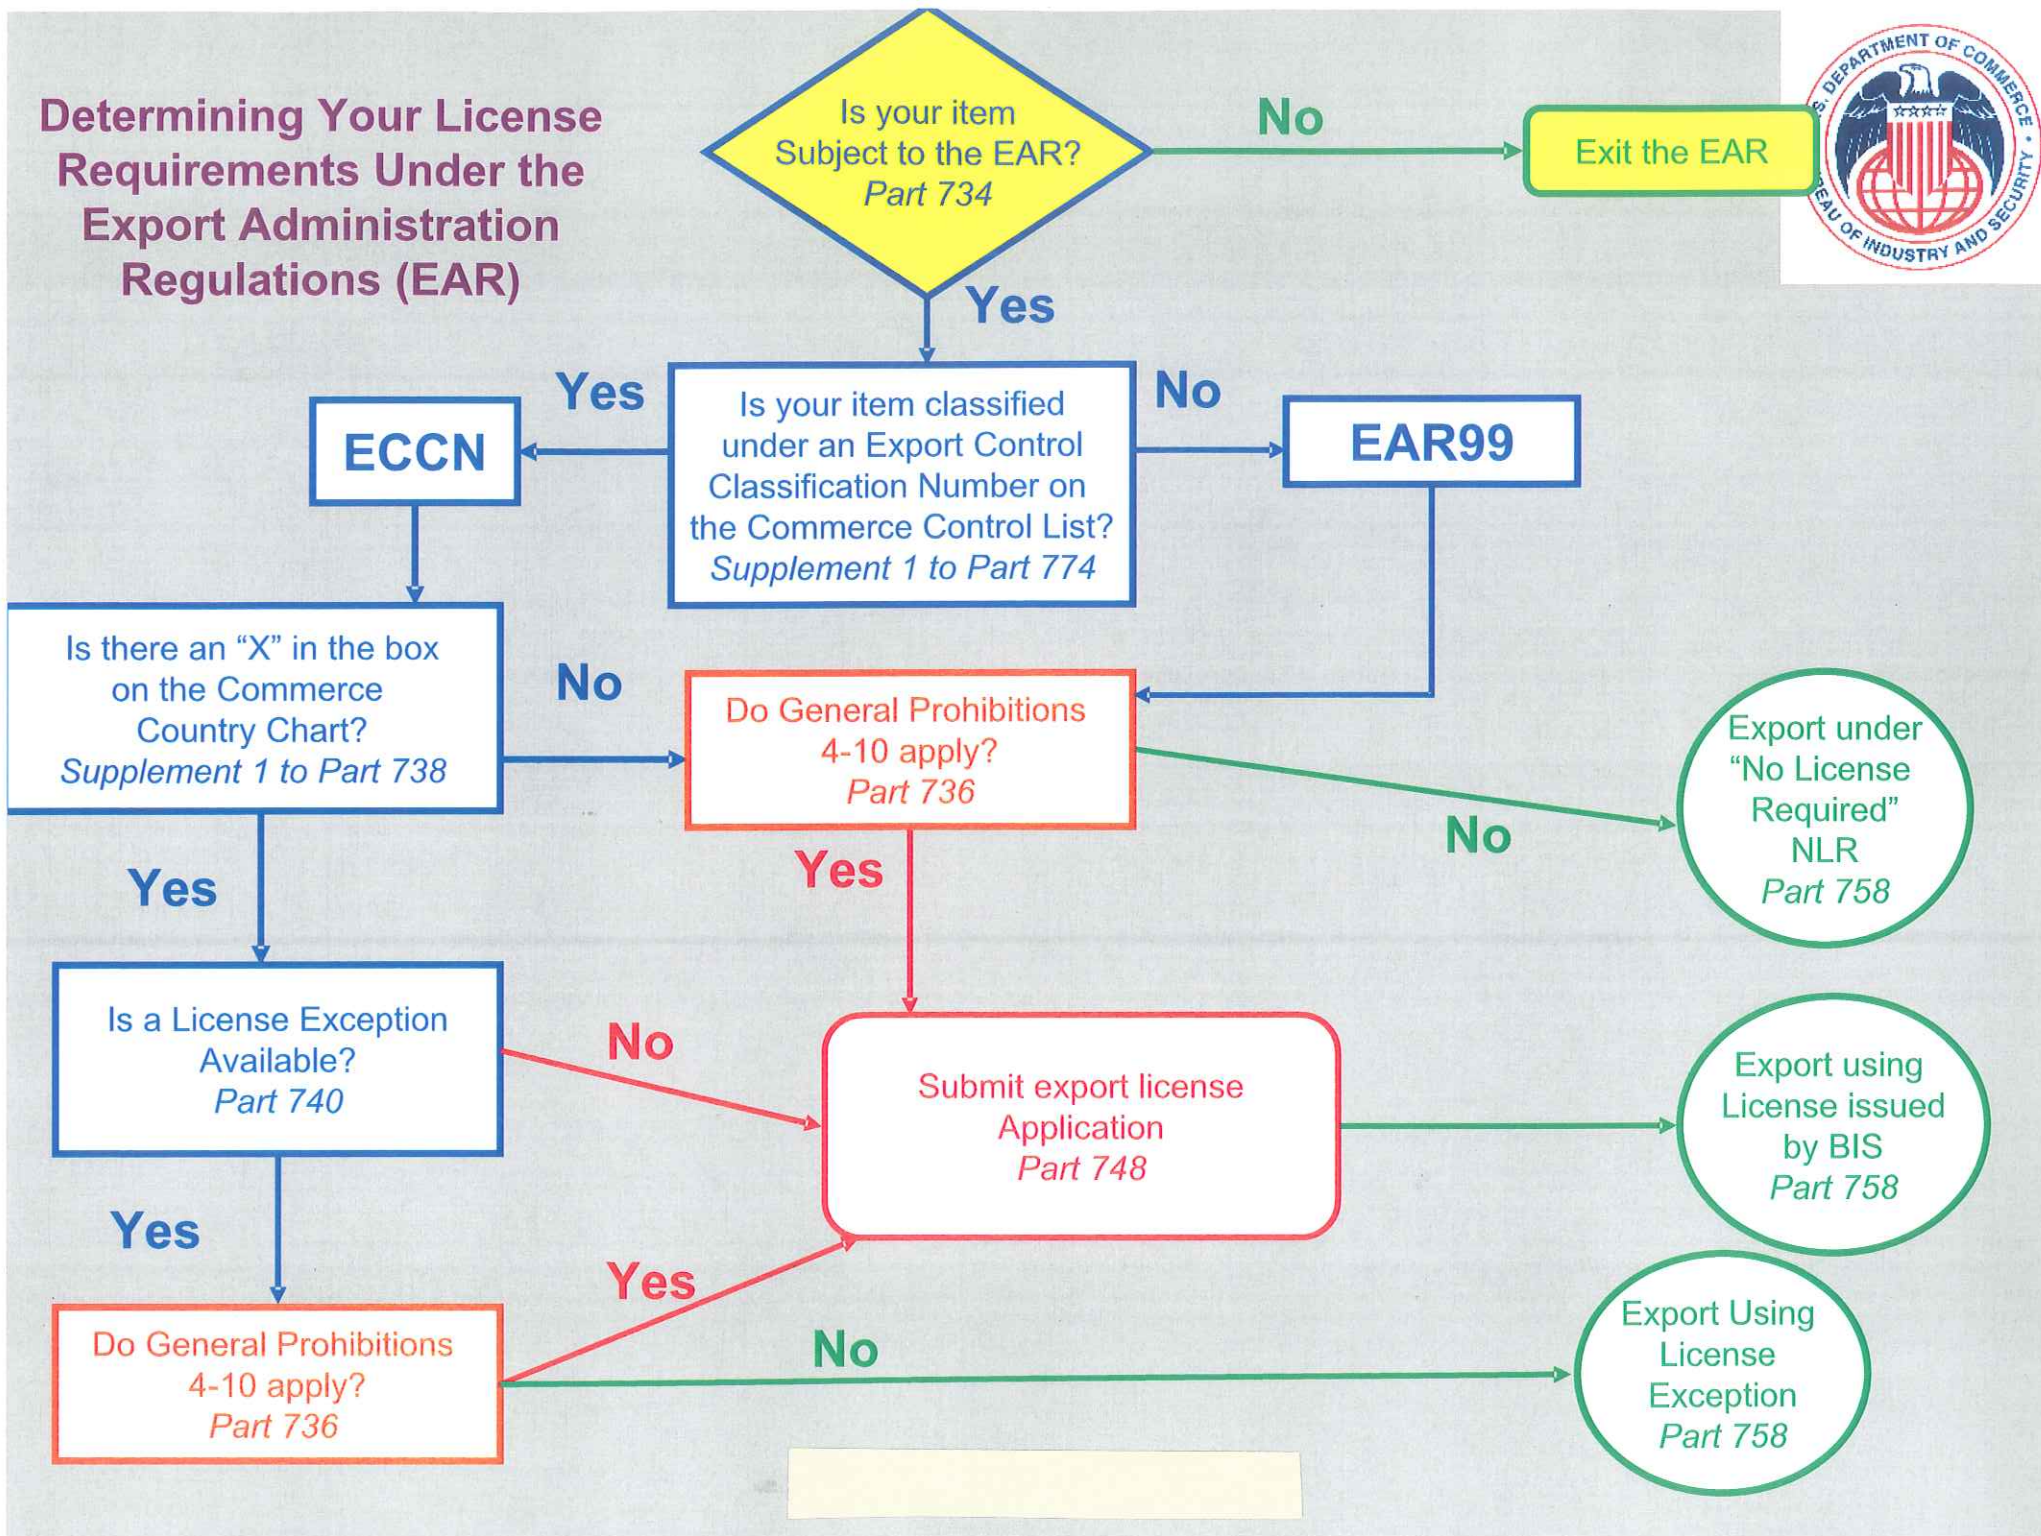 Determining Your License
Requirements Under the
Export Administration
Regulations (EAR)
Is your item
Subject to the EAR?
Part 734
No
Exit the EAR
DEPARTMENT OF COMMERCE
OF INDUSTRY AND SECURITY
Yes
Yes
Is your item classified
under an Export Control
Classification Number on
the Commerce Control List?
Supplement 1 to Part 774
No
ECCN
EAR99
Is there an “X” in the box
on the Commerce
Country Chart?
Supplement 1 to Part 738
No
Do General Prohibitions
4-10 apply?
Part 736
No
Export under
“No License
Required”
NLR
Part 758
Yes
Yes
Is a License Exception
Available?
Part 740
No
Submit export license
Application
Part 748
Export using
License issued
by BIS
Part 758
Yes
Yes
Do General Prohibitions
4-10 apply?
Part 736
No
Export Using
License
Exception
Part 758